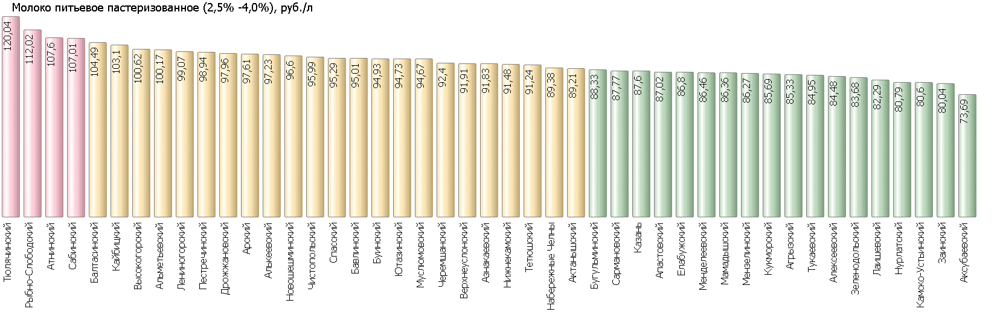 Молоко питьевое пастеризованное (2,5% -4,0%), руб./л
120,04
112,02
107,6
107,01
104,49
103,1
100,62
100,17
99,07
98,94
97,96
97,61
97,23
96,6
95,99
95,29
95,01
94,93
94,73
94,67
92,4
91,91
91,83
91,48
91,24
89,38
89,21
88,33
87,77
87,6
87,02
86,8
86,46
86,36
86,27
85,69
85,33
84,95
84,48
83,68
82,29
80,79
80,6
80,04
73,69
Тюлячинский
Рыбно-Слободский
Атнинский
Сабинский
Балтасинский
Кайбицкий
Высокогорский
Альметьевский
Лениногорский
Пестречинский
Дрожжановский
Арский
Алькеевский
Новошешминский
Чистопольский
Спасский
Бавлинский
Буинский
Ютазинский
Муслюмовский
Черемшанский
Верхнеуслонский
Азнакаевский
Нижнекамский
Тетюшский
Набережные Челны
Актанышский
Бугульминский
Сармановский
Казань
Апастовский
Елабужский
Менделеевский
Мамадышский
Мензелинский
Кукморский
Агрызский
Тукаевский
Алексеевский
Зеленодольский
Лаишевский
Нурлатский
Камско-Устьинский
Заинский
Аксубаевский